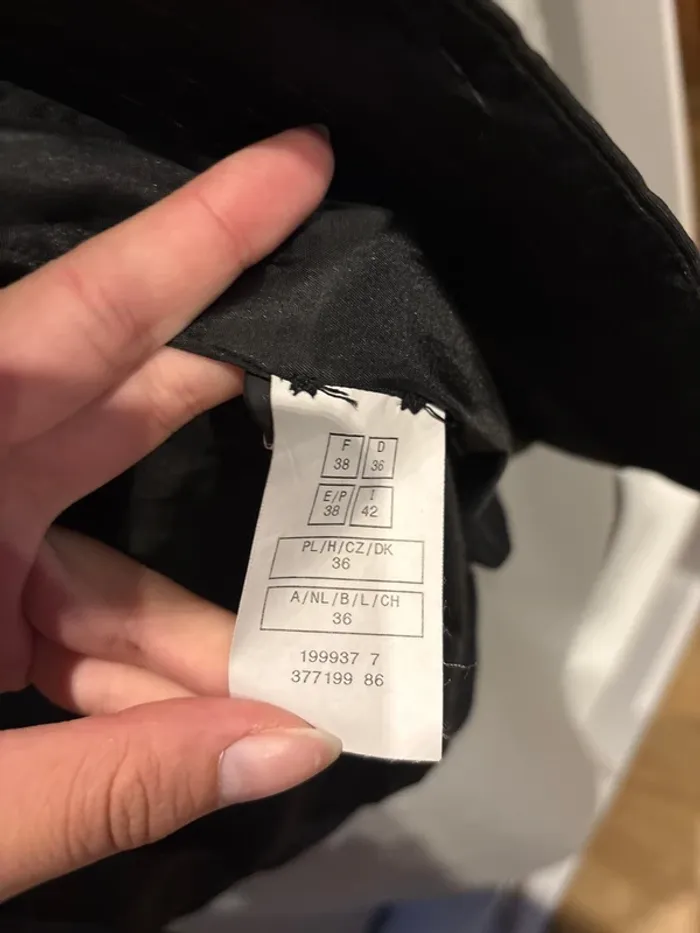 F D
38 36
E/P I
38 42
PL/H/CZ/DK
36
A/NL/B/L/CH
36
199937 7
377199 86